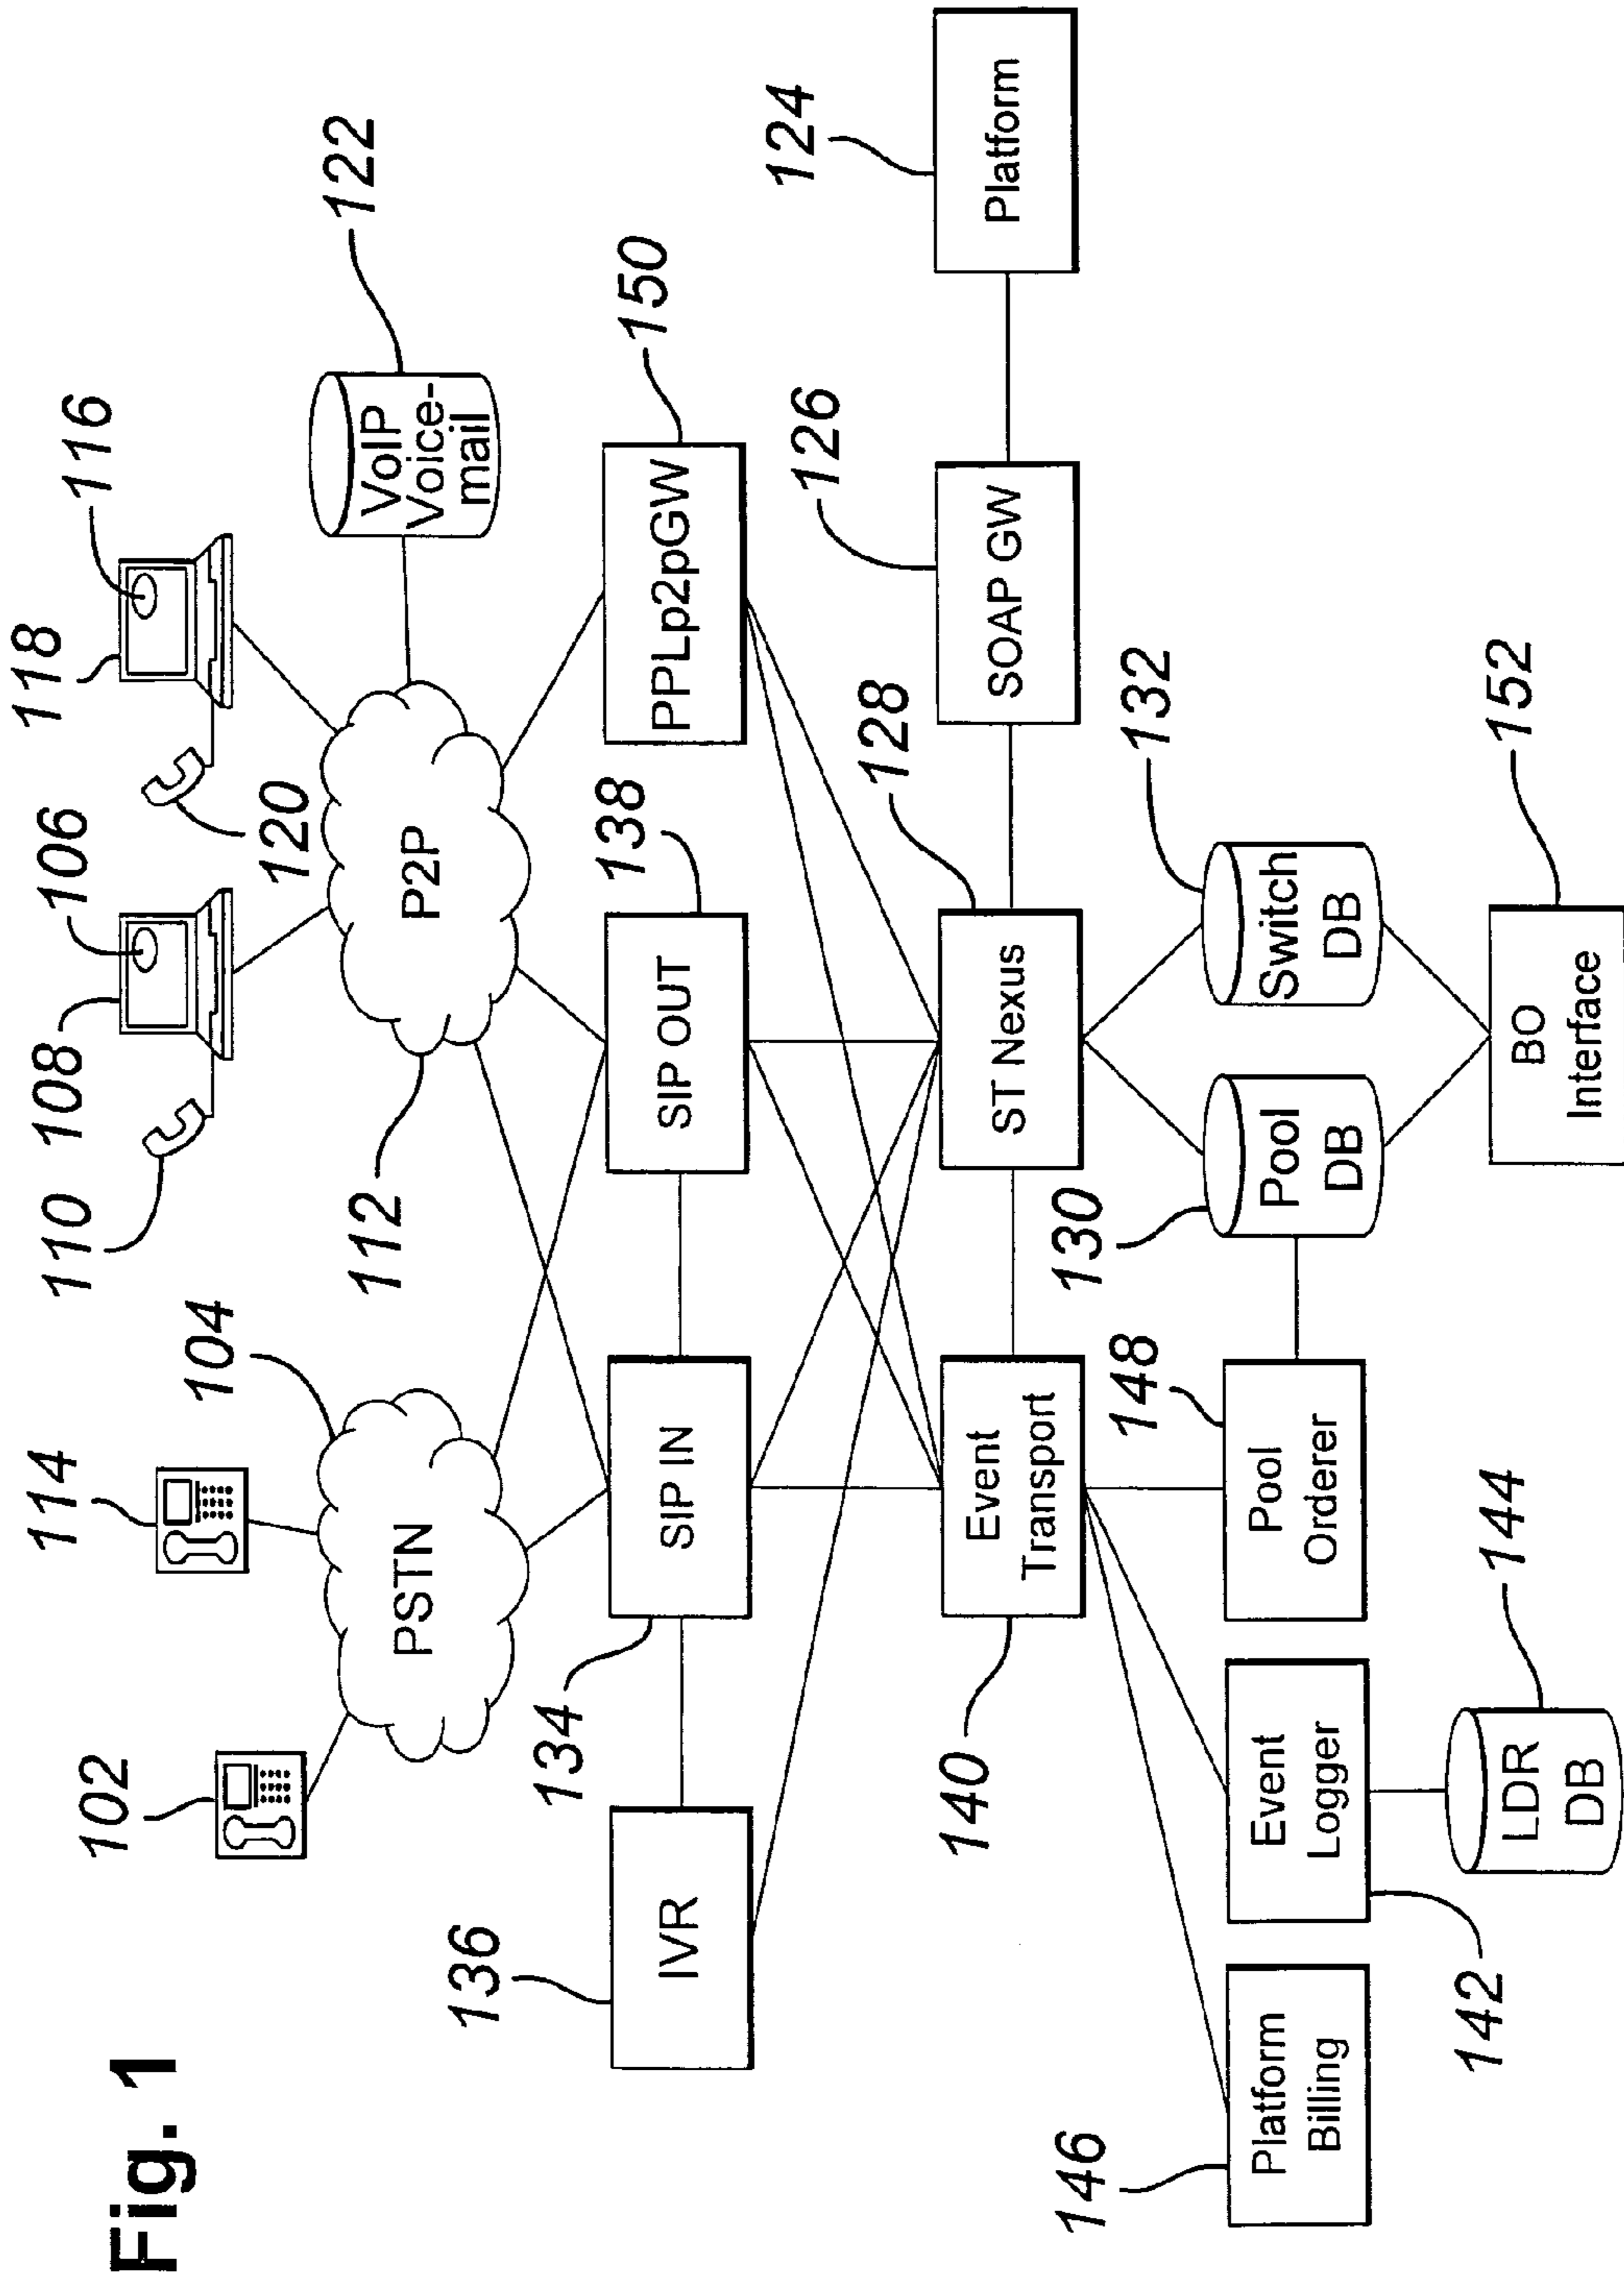 Fig. 1
102
114
104
110
108
106
120
118
116
PSTN
P2P
112
VoIP
Voice-
mail
122
136
134
138
150
IVR
SIP IN
SIP OUT
PPLp2pGW
140
128
126
124
Event
Transport
ST Nexus
SOAP GW
Platform
146
148
130
132
Platform
Billing
Event
Logger
Pool
Orderer
Pool
DB
Switch
DB
142
144
LDR
DB
BO
Interface
152